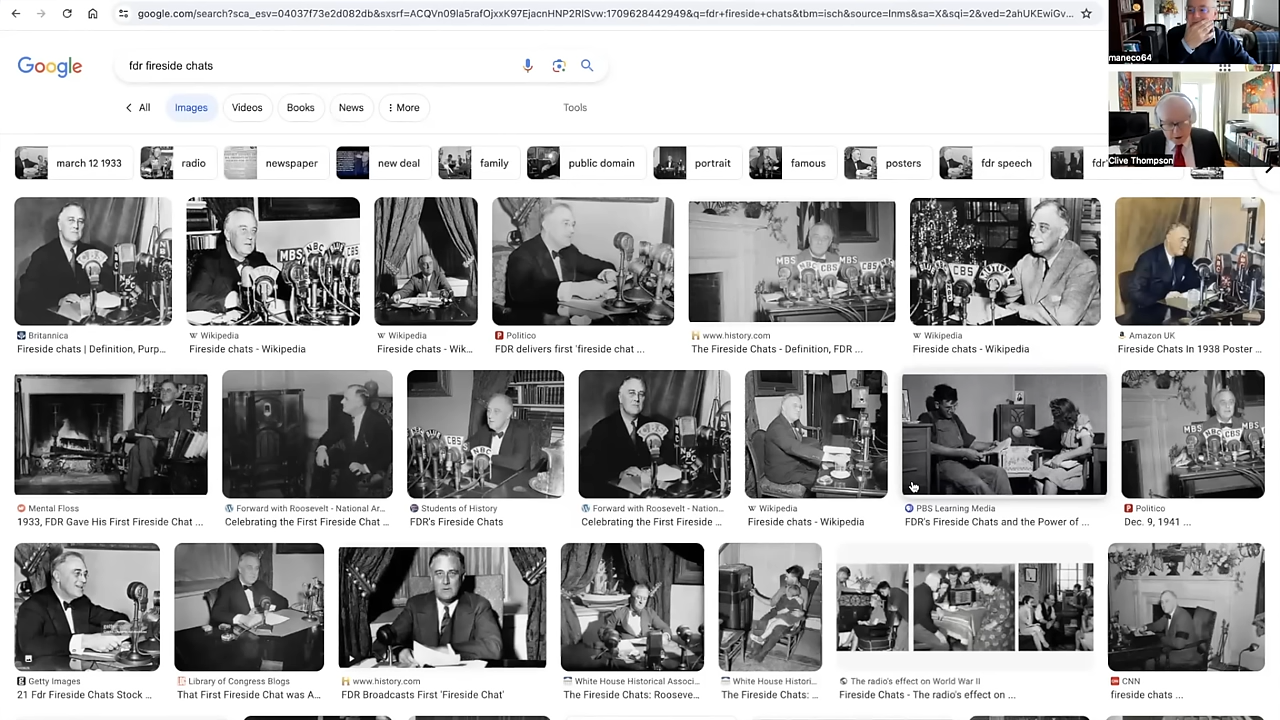 google.com/search?sca_esv=04037f73e2d082db&sxsrf=ACQVn09la5rafOjxxK97EjacnHNP2RlSvw:1709628442949&q=fdr+fireside+chats&tbm=isch&source=lnms&sa=X&sqi=2&ved=2ahUKEwiGv...
maneco64
Clive Thompson
Google
fdr fireside chats
All Images Videos Books News More Tools
march 12 1933 radio newspaper new deal family public domain portrait famous posters fdr speech
MBS NBC CBS
Britannica
Fireside chats | Definition, Purp...
Wikipedia
Fireside chats - Wikipedia
Wikipedia
Fireside chats - Wik...
Politico
FDR delivers first 'fireside chat ...
www.history.com
The Fireside Chats - Definition, FDR ...
Wikipedia
Fireside chats - Wikipedia
Amazon UK
Fireside Chats In 1938 Poster ...
Mental Floss
1933, FDR Gave His First Fireside Chat ...
Forward with Roosevelt - National Ar...
Celebrating the First Fireside Chat ...
Students of History
FDR's Fireside Chats
Forward with Roosevelt - Nation...
Celebrating the First Fireside ...
Wikipedia
Fireside chats - Wikipedia
PBS Learning Media
FDR's Fireside Chats and the Power of ...
Politico
Dec. 9, 1941 ...
Getty Images
21 Fdr Fireside Chats Stock ...
Library of Congress Blogs
That First Fireside Chat was A...
www.history.com
FDR Broadcasts First 'Fireside Chat'
White House Historical Associ...
The Fireside Chats: Roosev...
White House Histori...
The Fireside Chats: ...
The radio's effect on World War II
Fireside Chats - The radio's effect on ...
CNN
fireside chats ...